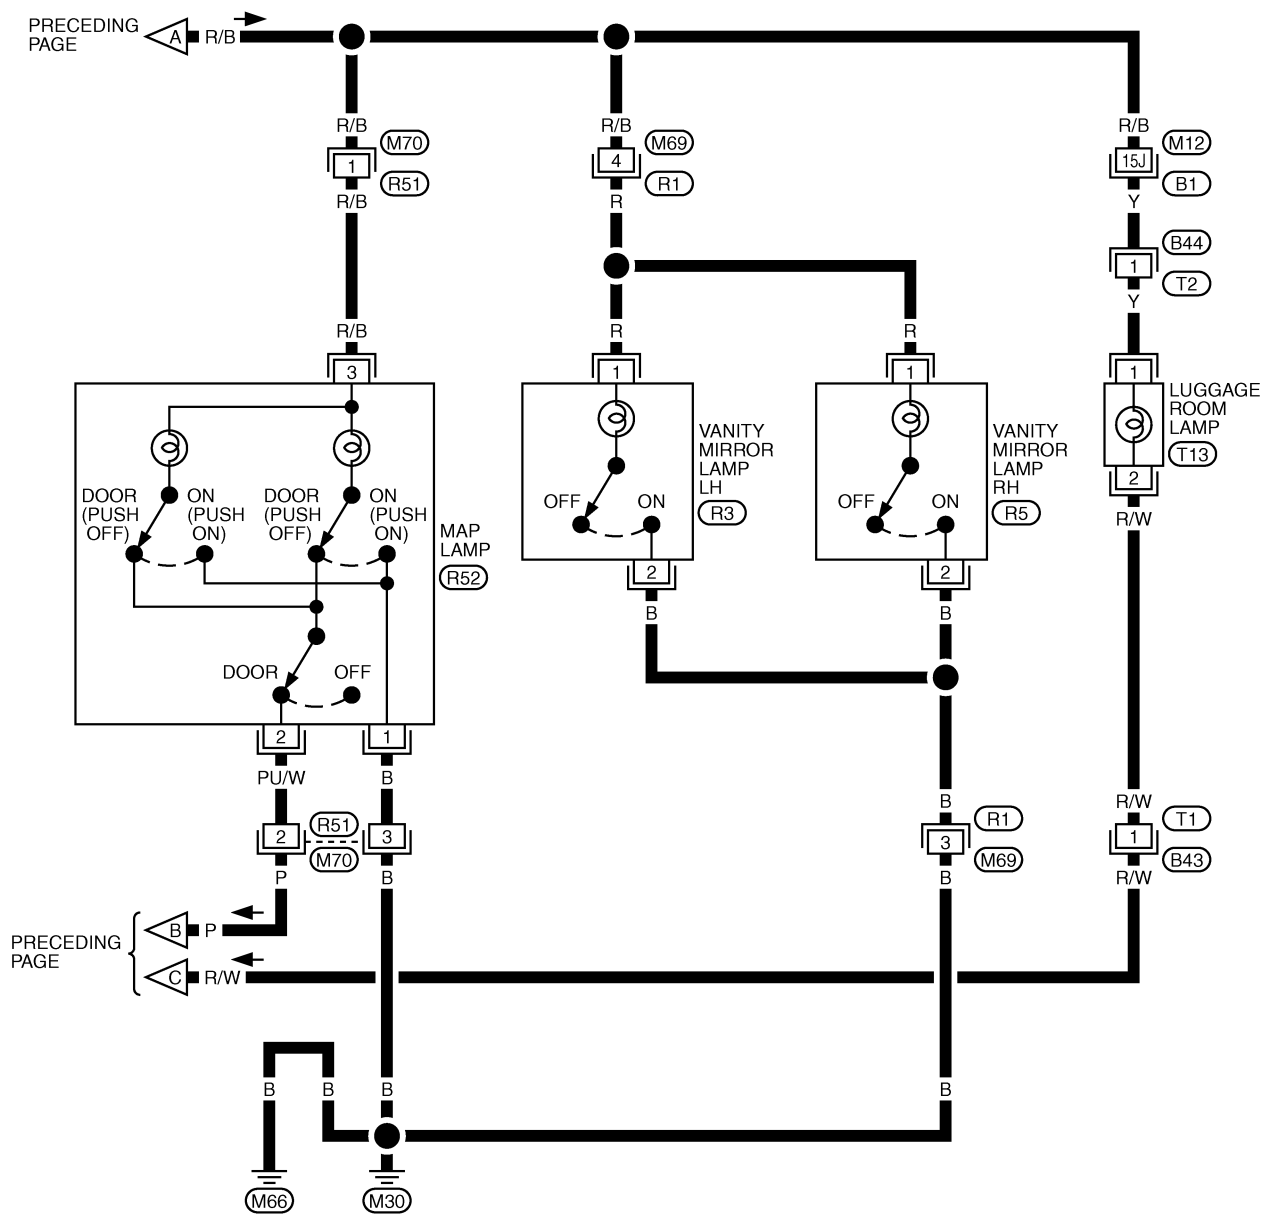 PRECEDING
PAGE
A
R/B
R/B
R/B
R/B
M70
M69
M12
1
4
15J
R51
R1
B1
R/B
R
Y
B44
1
T2
Y
R/B
R
R
3
1
1
1
LUGGAGE
ROOM
LAMP
T13
2
R/W
VANITY
MIRROR
LAMP
LH
R3
VANITY
MIRROR
LAMP
RH
R5
OFF
ON
OFF
ON
DOOR
(PUSH
OFF)
ON
(PUSH
ON)
DOOR
(PUSH
OFF)
ON
(PUSH
ON)
MAP
LAMP
R52
2
2
B
B
DOOR
OFF
2
1
PU/W
B
B
R/W
R51
R1
T1
2
3
3
1
M70
M69
B43
P
B
B
R/W
PRECEDING
PAGE
B
P
C
R/W
B
B
B
B
M66
M30